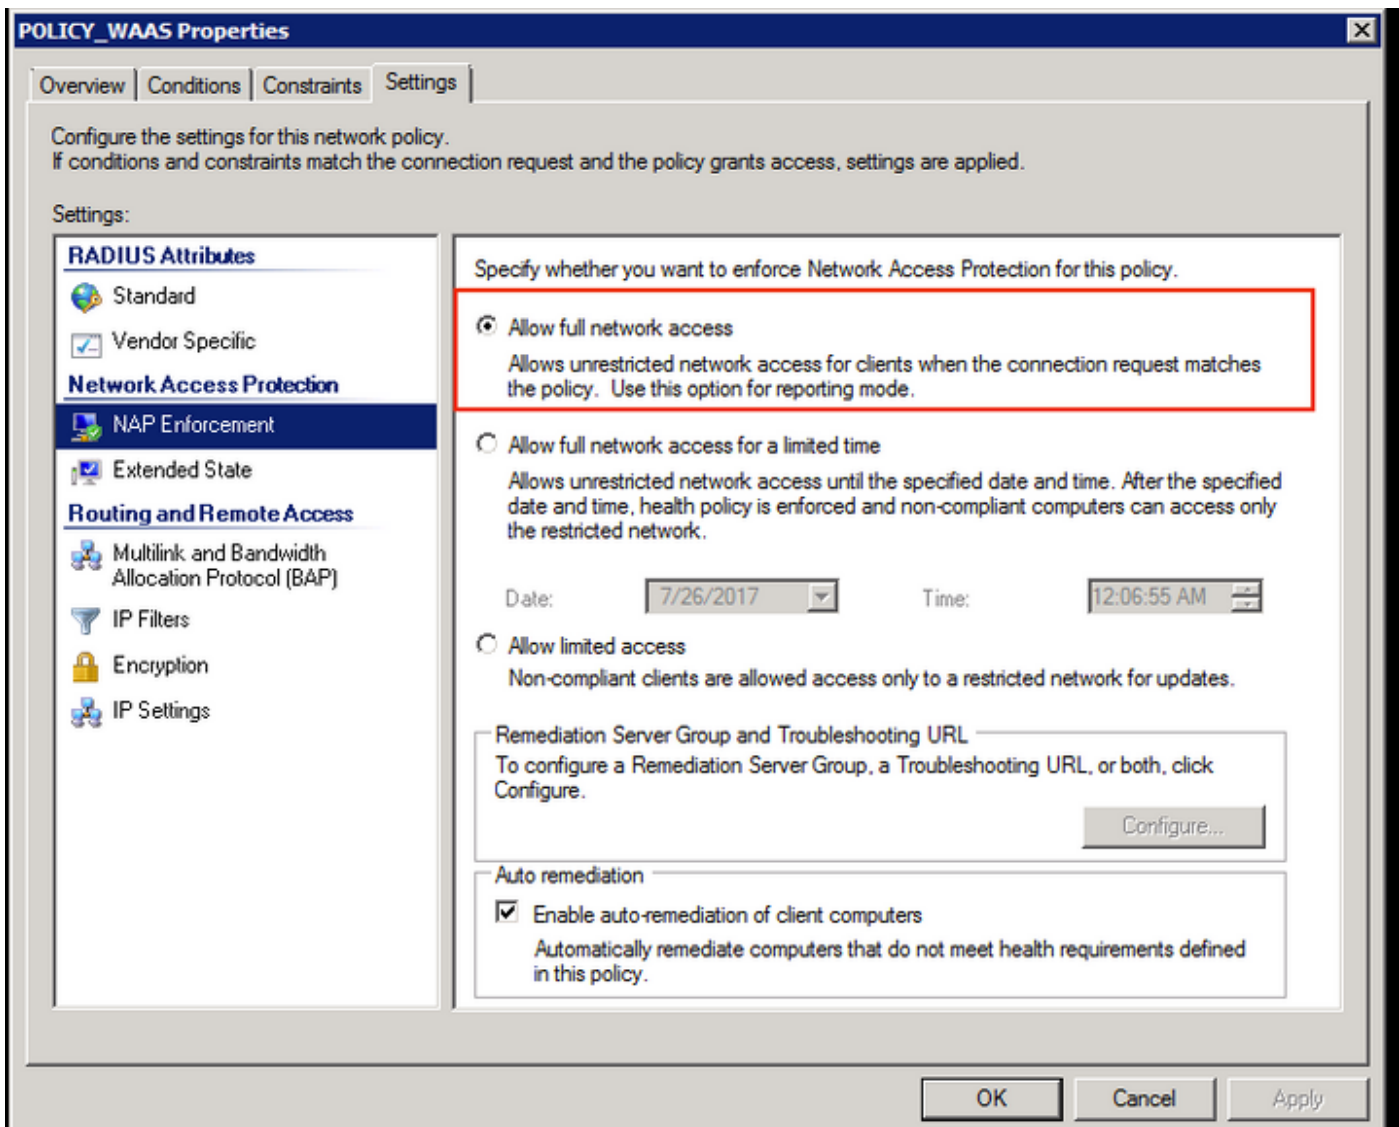 POLICY_WAAS Properties
Overview Conditions Constraints Settings
Configure the settings for this network policy.
If conditions and constraints match the connection request and the policy grants access, settings are applied.
Settings:
RADIUS Attributes
Standard
Vendor Specific
Network Access Protection
NAP Enforcement
Extended State
Routing and Remote Access
Multilink and Bandwidth
Allocation Protocol (BAP)
IP Filters
Encryption
IP Settings
Specify whether you want to enforce Network Access Protection for this policy.
Allow full network access
Allows unrestricted network access for clients when the connection request matches
the policy. Use this option for reporting mode.
Allow full network access for a limited time
Allows unrestricted network access until the specified date and time. After the specified
date and time, health policy is enforced and non-compliant computers can access only
the restricted network.
Date: 7/26/2017 Time: 12:06:55 AM
Allow limited access
Non-compliant clients are allowed access only to a restricted network for updates.
Remediation Server Group and Troubleshooting URL
To configure a Remediation Server Group, a Troubleshooting URL, or both, click
Configure.
Configure...
Auto remediation
Enable auto-remediation of client computers
Automatically remediate computers that do not meet health requirements defined
in this policy.
OK Cancel Apply